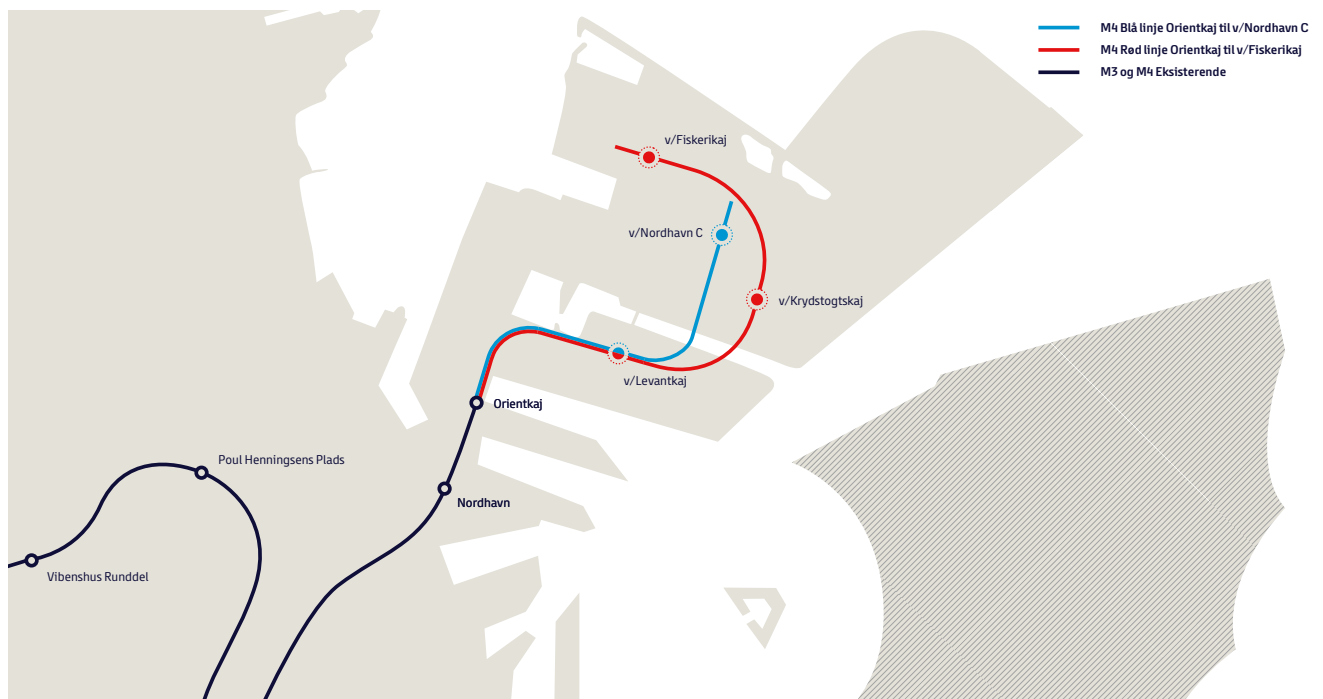 M4 Blå linje Orientkaj til v/Nordhavn C
M4 Rød linje Orientkaj til v/Fiskerikaj
M3 og M4 Eksisterende
v/Fiskerikaj
v/Nordhavn C
v/Krydstogtskaj
v/Levantkaj
Orientkaj
Poul Henningsens Plads
Nordhavn
Vibenshus Runddel